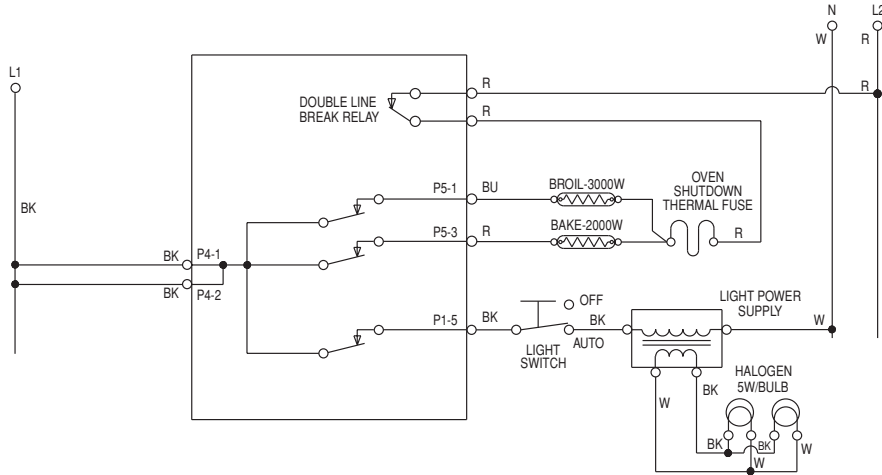 N
L2
W
R
L1
R
R
DOUBLE LINE
BREAK RELAY
R
BK
P5-1
BU
BROIL-3000W
OVEN
SHUTDOWN
THERMAL FUSE
P5-3
R
BAKE-2000W
R
BK
P4-1
BK
P4-2
P1-5
BK
OFF
BK
AUTO
LIGHT
SWITCH
LIGHT POWER
SUPPLY
W
HALOGEN
5W/BULB
W
BK
BK
BK
W
W